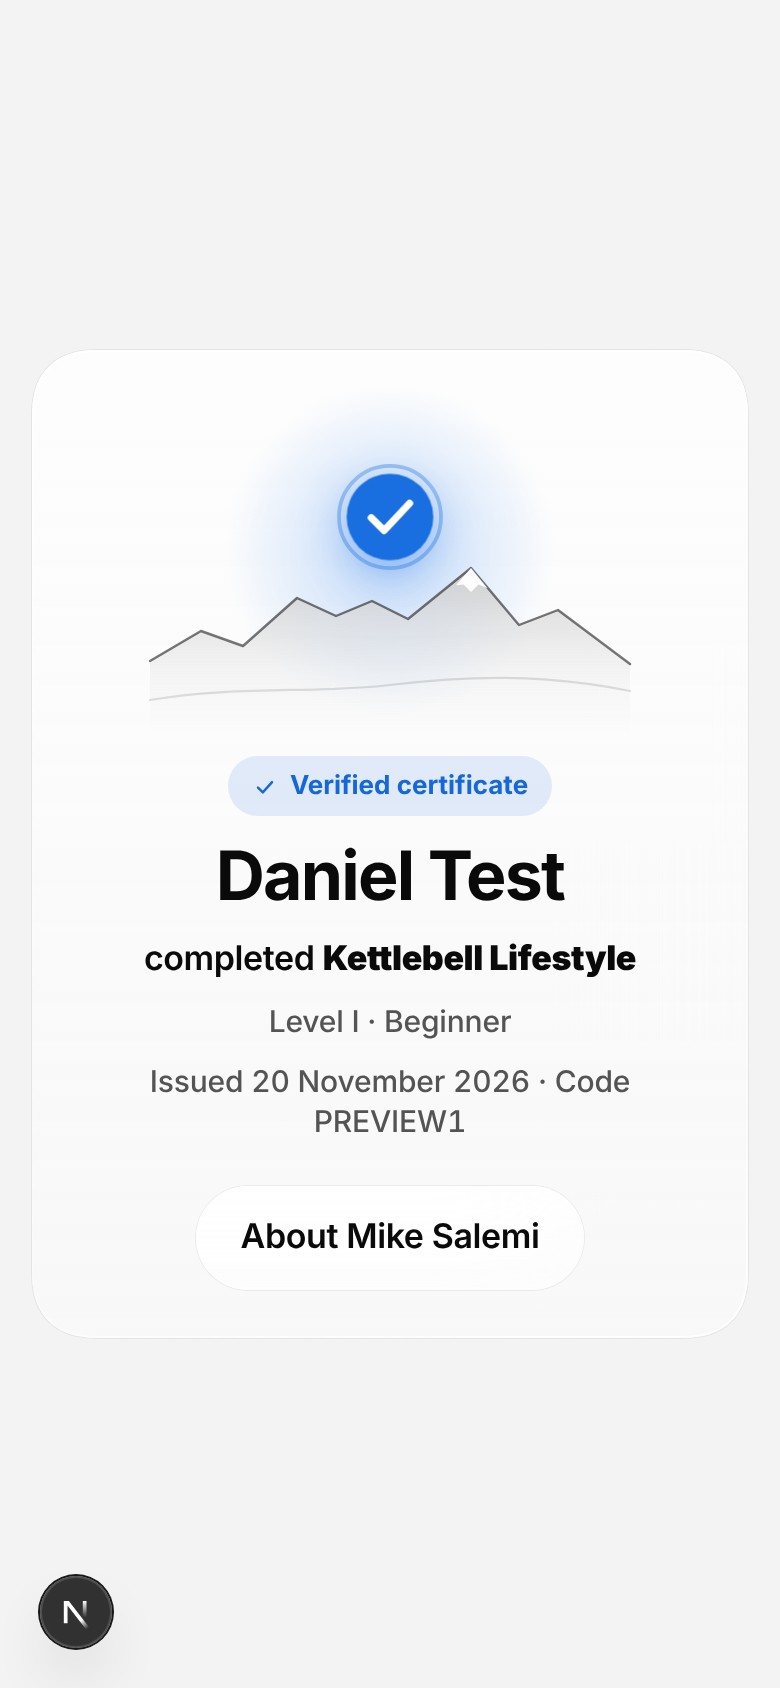 Verified certificate
Daniel Test
completed Kettlebell Lifestyle
Level I · Beginner
Issued 20 November 2026 · Code
PREVIEW1
About Mike Salemi
N